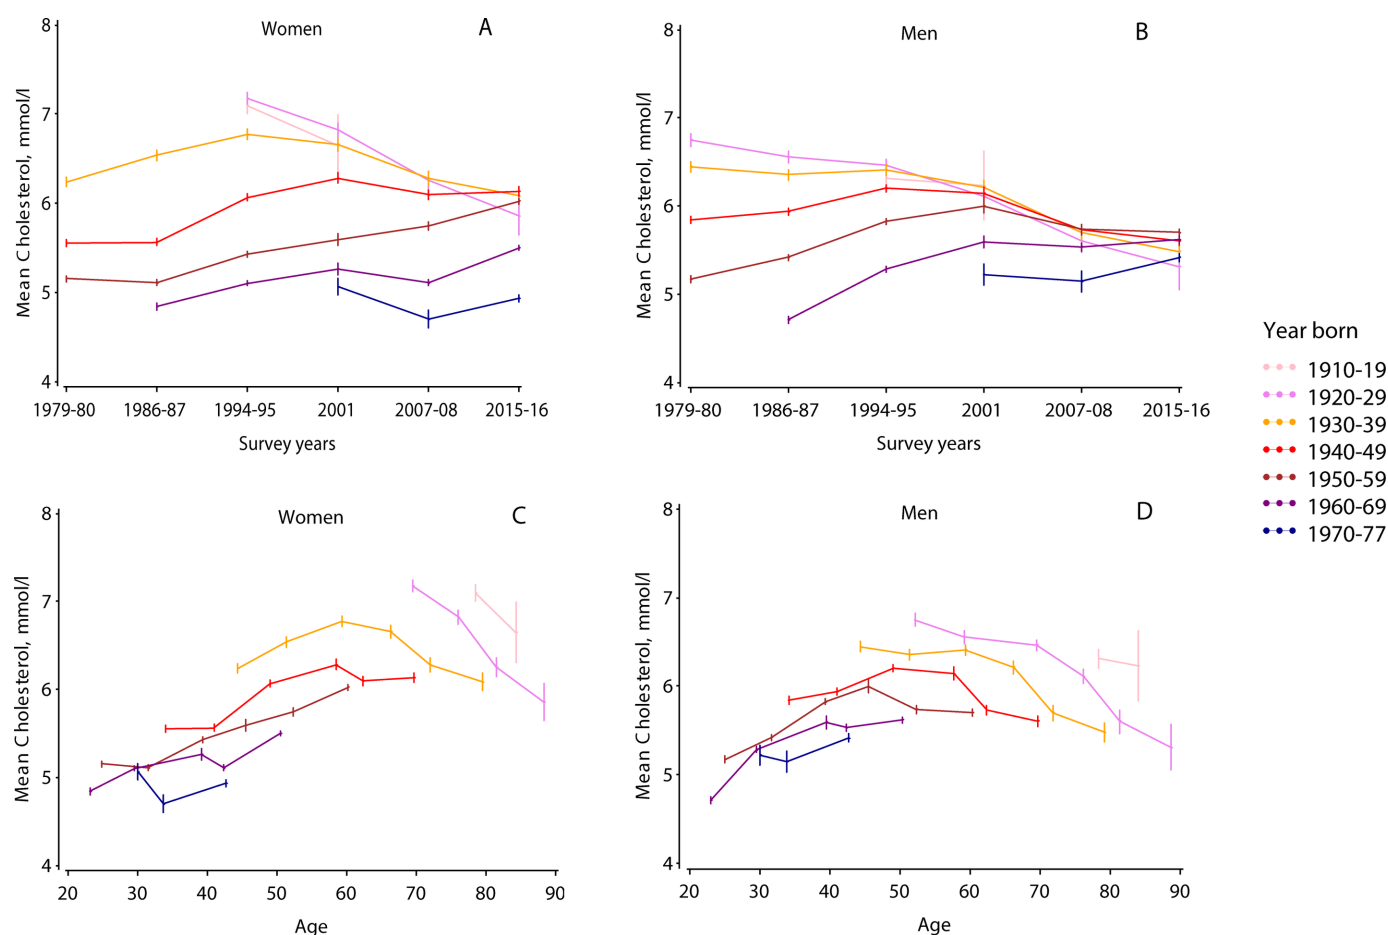 Women A
8
7
6
5
4
Mean Cholesterol, mmol/l
1979-80 1986-87 1994-95 2001 2007-08 2015-16
Survey years
Men B
8
7
6
5
4
Mean Cholesterol, mmol/l
1979-80 1986-87 1994-95 2001 2007-08 2015-16
Survey years
Year born
1910-19
1920-29
1930-39
1940-49
1950-59
1960-69
1970-77
Women C
8
7
6
5
4
Mean Cholesterol, mmol/l
20 30 40 50 60 70 80 90
Age
Men D
8
7
6
5
4
Mean Cholesterol, mmol/l
20 30 40 50 60 70 80 90
Age